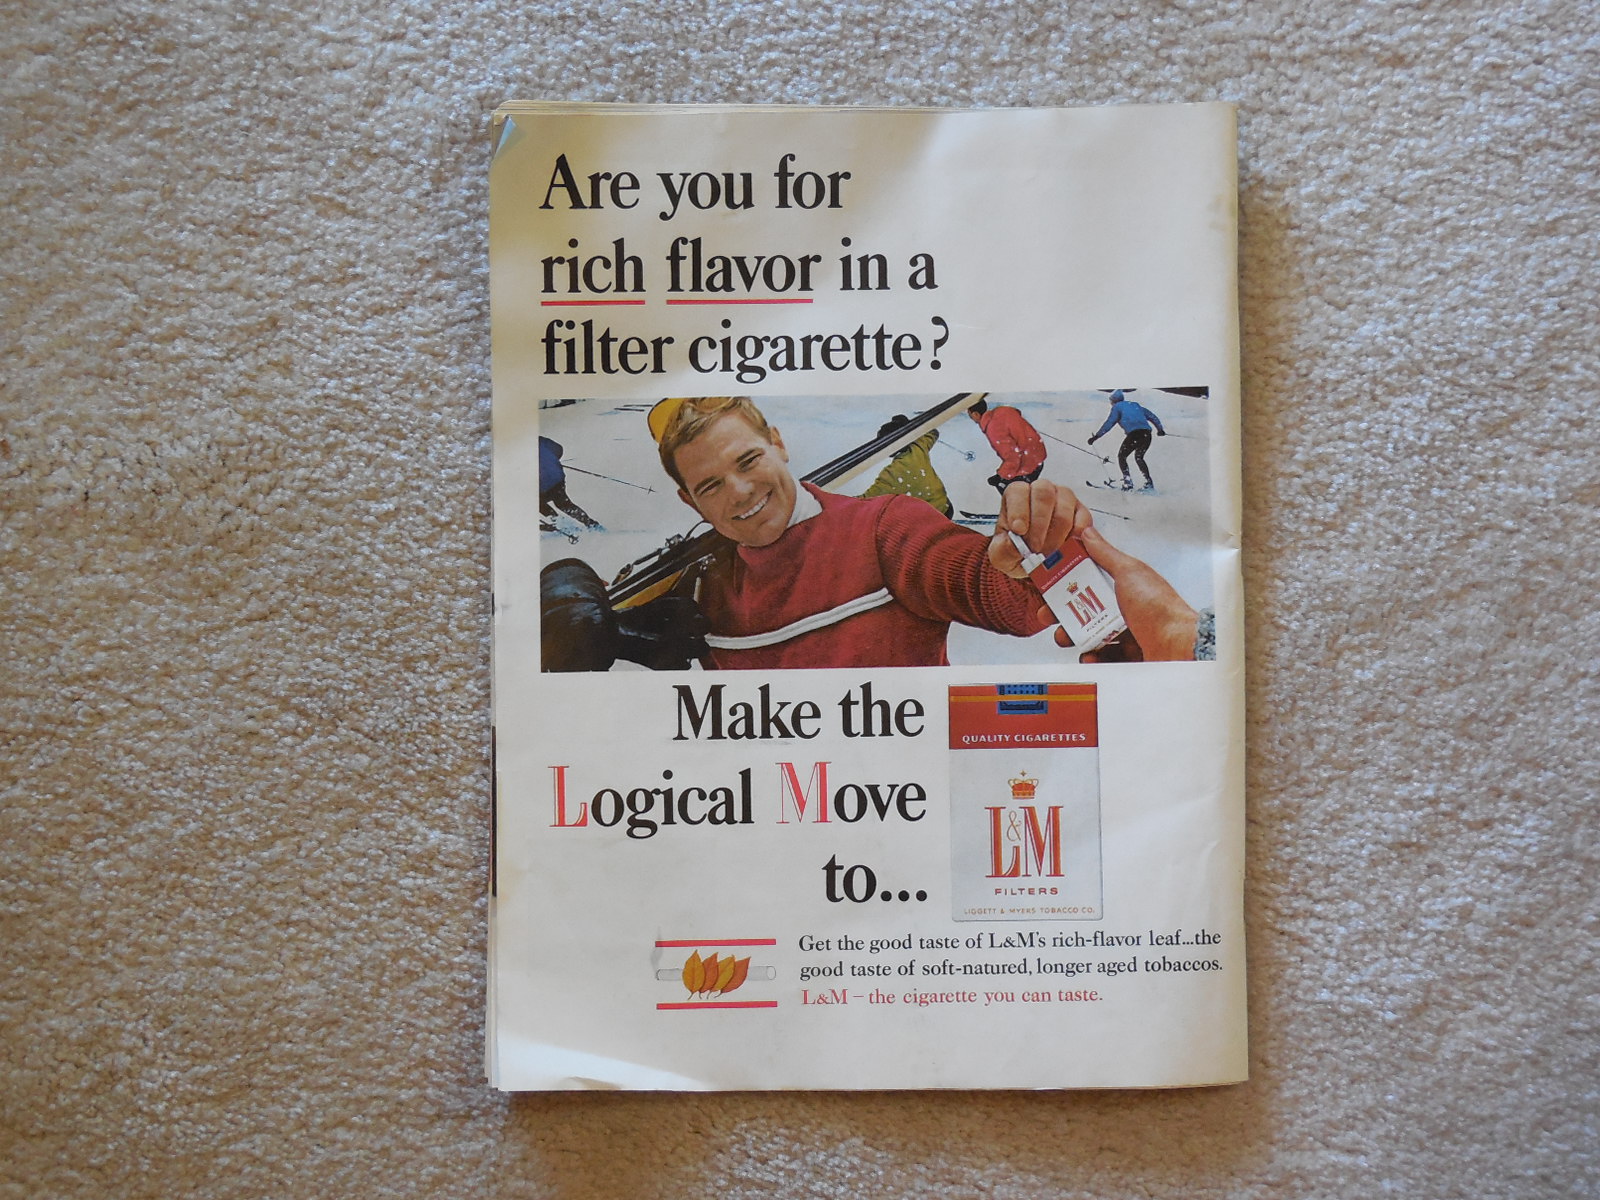 Are you for
rich flavor in a
filter cigarette?
L&M
FILTERS
Make the
Logical Move
to...
QUALITY CIGARETTES
L&M
FILTERS
LIGGETT & MYERS TOBACCO CO.
Get the good taste of L&M's rich-flavor leaf...the
good taste of soft-natured, longer aged tobaccos.
L&M – the cigarette you can taste.